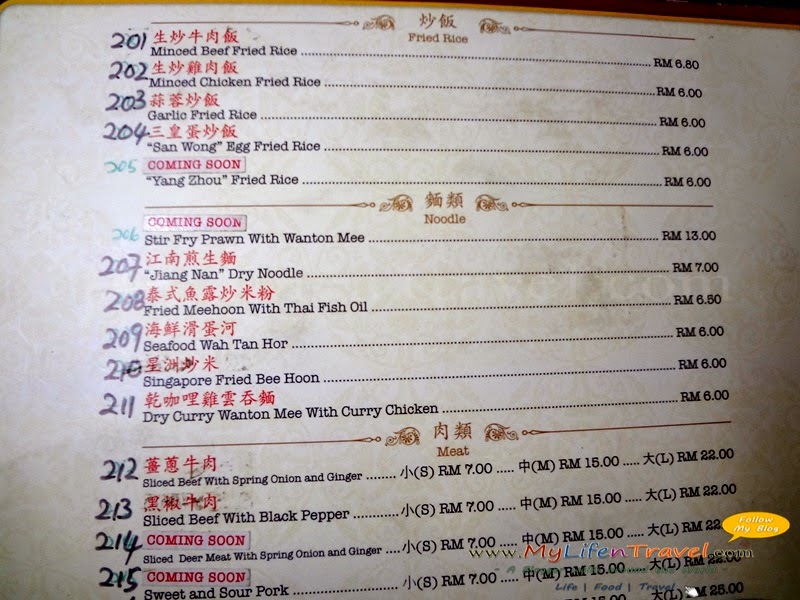 炒飯
Fried Rice
201 生炒牛肉飯
Minced Beef Fried Rice RM 6.80
202 生炒雞肉飯
Minced Chicken Fried Rice RM 6.00
203 蒜蓉炒飯
Garlic Fried Rice RM 6.00
204 三皇蛋炒飯
"San Wong" Egg Fried Rice RM 6.00
205 COMING SOON
"Yang Zhou" Fried Rice RM 6.00
麵類
Noodle
206 COMING SOON
Stir Fry Prawn With Wanton Mee RM 13.00
207 江南煎生麵
"Jiang Nan" Dry Noodle RM 7.00
208 泰式魚露炒米粉
Fried Meehoon With Thai Fish Oil RM 6.50
209 海鮮滑蛋河
Seafood Wah Tan Hor RM 6.00
210 星洲炒米
Singapore Fried Bee Hoon RM 6.00
211 乾咖哩雞雲吞麵
Dry Curry Wanton Mee With Curry Chicken RM 6.00
肉類
Meat
212 薑蔥牛肉
Sliced Beef With Spring Onion and Ginger ........ 小(S) RM 7.00 ..... 中(M) RM 15.00 ..... 大(L) RM 22.00
213 黑椒牛肉
Sliced Beef With Black Pepper ............ 小(S) RM 7.00 ..... 中(M) RM 15.00 ..... 大(L) RM 22.00
214 COMING SOON
Sliced Deer Meat With Spring Onion and Ginger .... 小(S) RM 7.00 ..... 中(M) RM 15.00 ..... 大(L) RM
215 COMING SOON
Sweet and Sour Pork 小(S) RM 7.00
Follow My Blog
www.MyLifenTravel.com
Life | Food | Travel